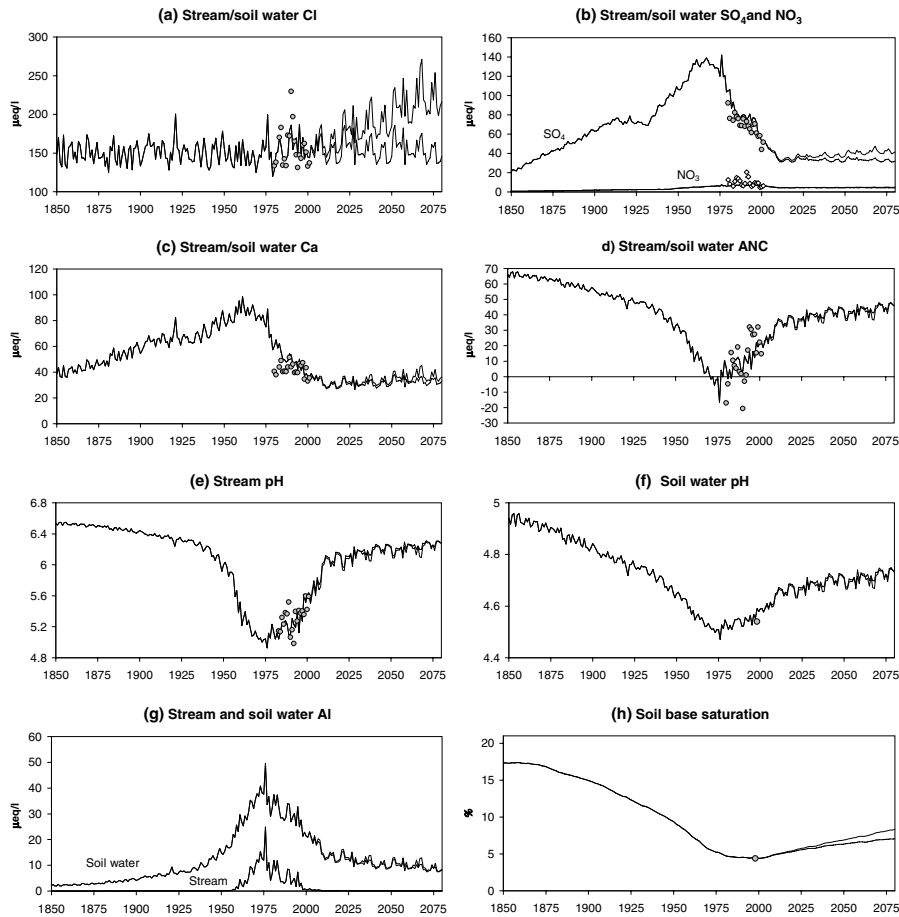 (a) Stream/soil water Cl
300
250
200
150
100
µeq/l
1850 1875 1900 1925 1950 1975 2000 2025 2050 2075
(b) Stream/soil water SO₄and NO₃
160
140
120
100
80
60
40
20
0
µeq/l
SO₄
NO₃
1850 1875 1900 1925 1950 1975 2000 2025 2050 2075
(c) Stream/soil water Ca
120
100
80
60
40
20
0
µeq/l
1850 1875 1900 1925 1950 1975 2000 2025 2050 2075
d) Stream/soil water ANC
70
60
50
40
30
20
10
0
-10
-20
-30
µeq/l
1850 1875 1900 1925 1950 1975 2000 2025 2050 2075
(e) Stream pH
6.8
6.4
6
5.6
5.2
4.8
1850 1875 1900 1925 1950 1975 2000 2025 2050 2075
(f) Soil water pH
5
4.8
4.6
4.4
1850 1875 1900 1925 1950 1975 2000 2025 2050 2075
(g) Stream and soil water Al
60
50
40
30
20
10
0
µeq/l
Soil water
Stream
1850 1875 1900 1925 1950 1975 2000 2025 2050 2075
(h) Soil base saturation
20
15
10
5
0
%
1850 1875 1900 1925 1950 1975 2000 2025 2050 2075